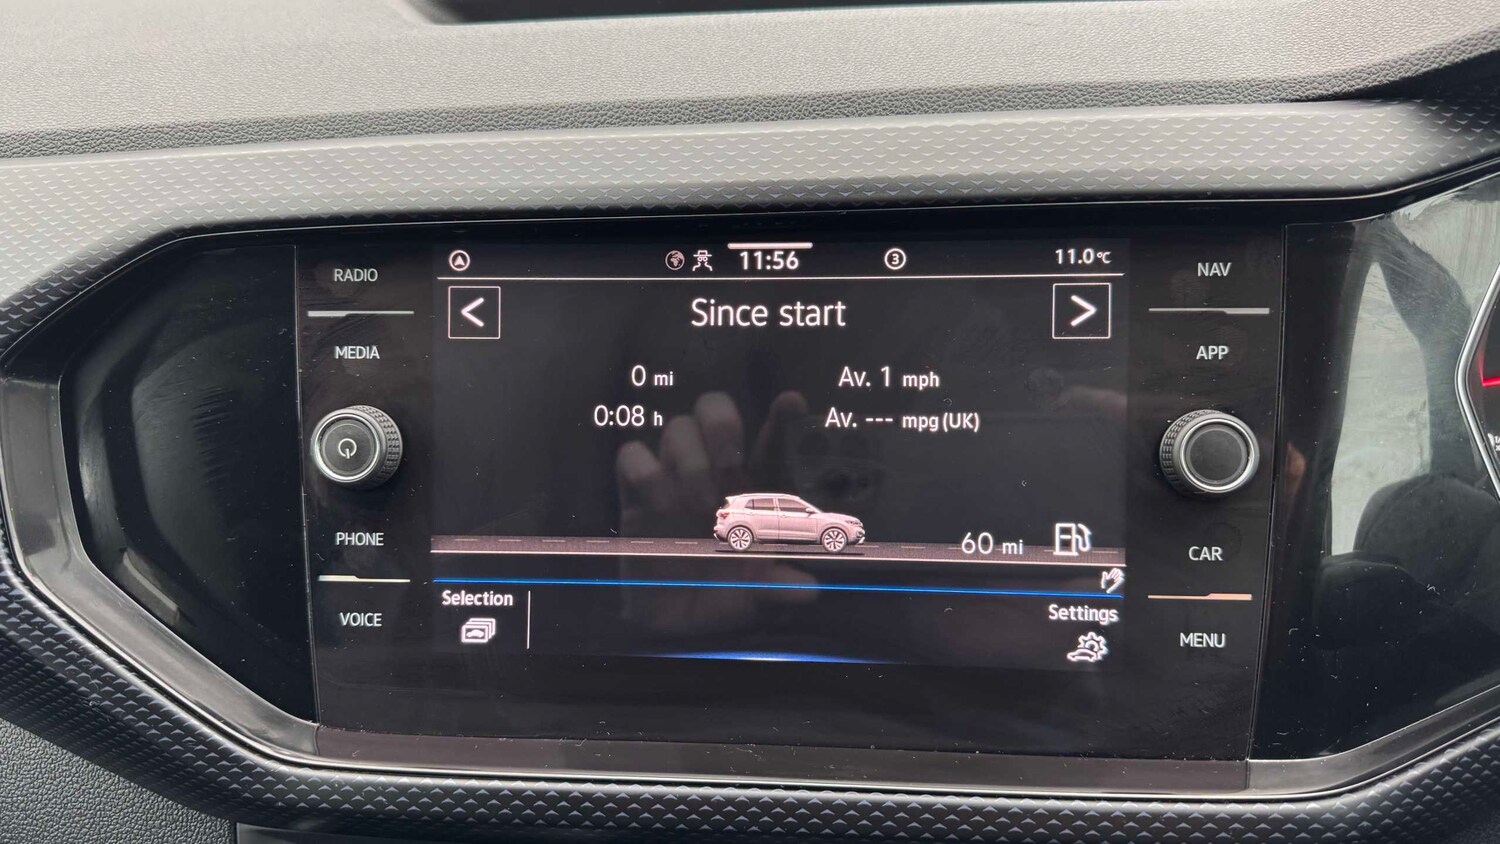 RADIO
MEDIA
PHONE
VOICE
11:56
3
11.0°C
<
Since start
>
0 mi
Av. 1 mph
0:08 h
Av. --- mpg (UK)
60 mi
Selection
Settings
NAV
APP
CAR
MENU